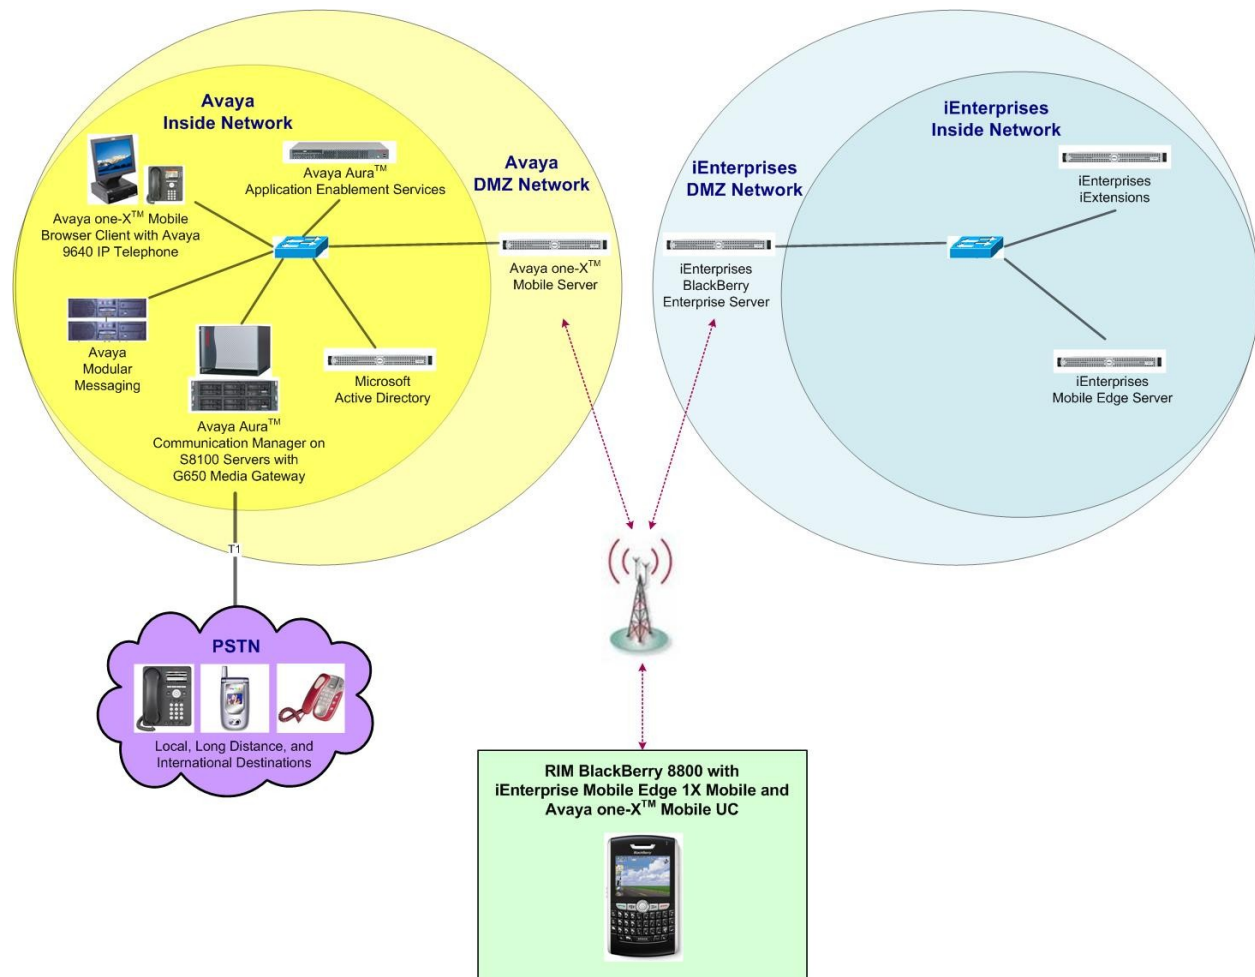 Avaya
Inside Network
Avaya Aura™
Application Enablement Services
Avaya one-X™ Mobile
Browser Client with Avaya
9640 IP Telephone
Avaya
Modular
Messaging
Avaya Aura™
Communication Manager on
S8100 Servers with
G650 Media Gateway
Microsoft
Active Directory
Avaya
DMZ Network
Avaya one-X™
Mobile Server
iEnterprises
DMZ Network
iEnterprises
BlackBerry
Enterprise Server
iEnterprises
Inside Network
iEnterprises
iExtensions
iEnterprises
Mobile Edge Server
T1
PSTN
Local, Long Distance, and
International Destinations
RIM BlackBerry 8800 with
iEnterprise Mobile Edge 1X Mobile and
Avaya one-X™ Mobile UC